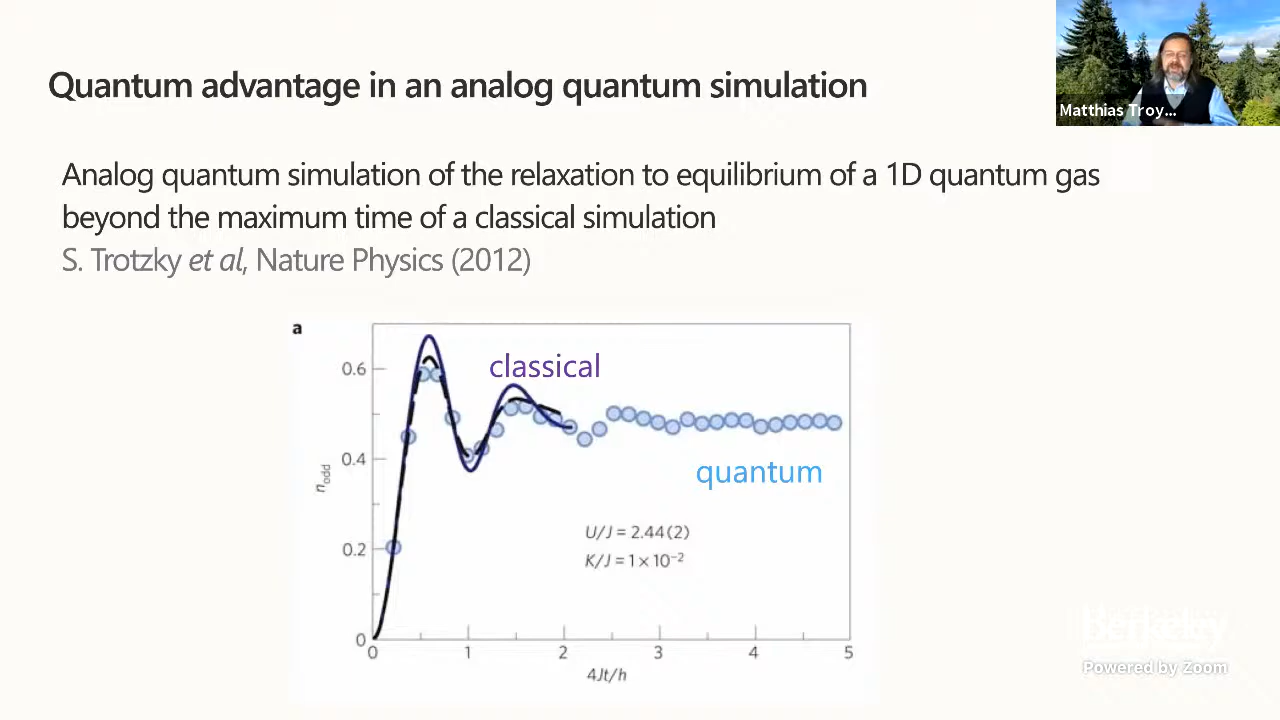 Quantum advantage in an analog quantum simulation
Matthias Troy...
Analog quantum simulation of the relaxation to equilibrium of a 1D quantum gas
beyond the maximum time of a classical simulation
S. Trotzky et al, Nature Physics (2012)
a
classical
quantum
0.6
0.4
0.2
0
n_odd
U/J = 2.44(2)
K/J = 1 × 10⁻²
0 1 2 3 4 5
4Jt/h
Berkeley
Powered by Zoom